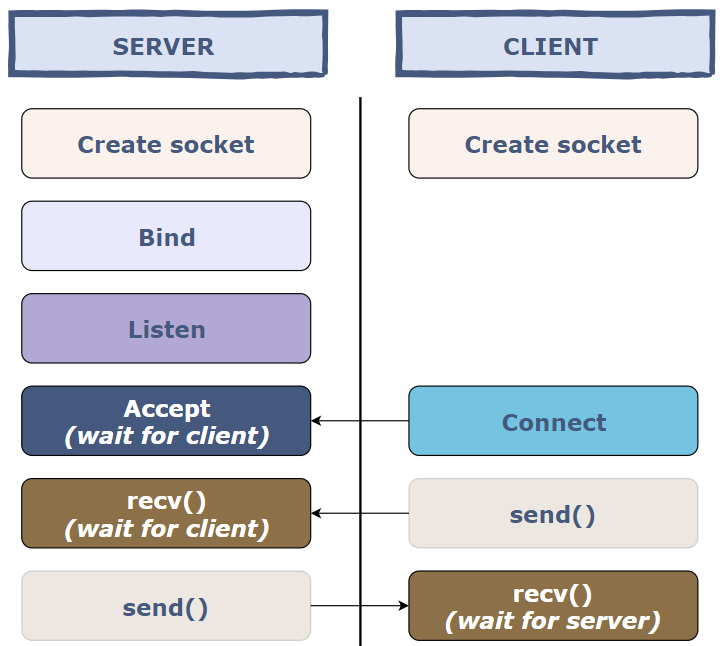 SERVER
CLIENT
Create socket
Create socket
Bind
Listen
Accept
(wait for client)
Connect
recv()
(wait for client)
send()
send()
recv()
(wait for server)